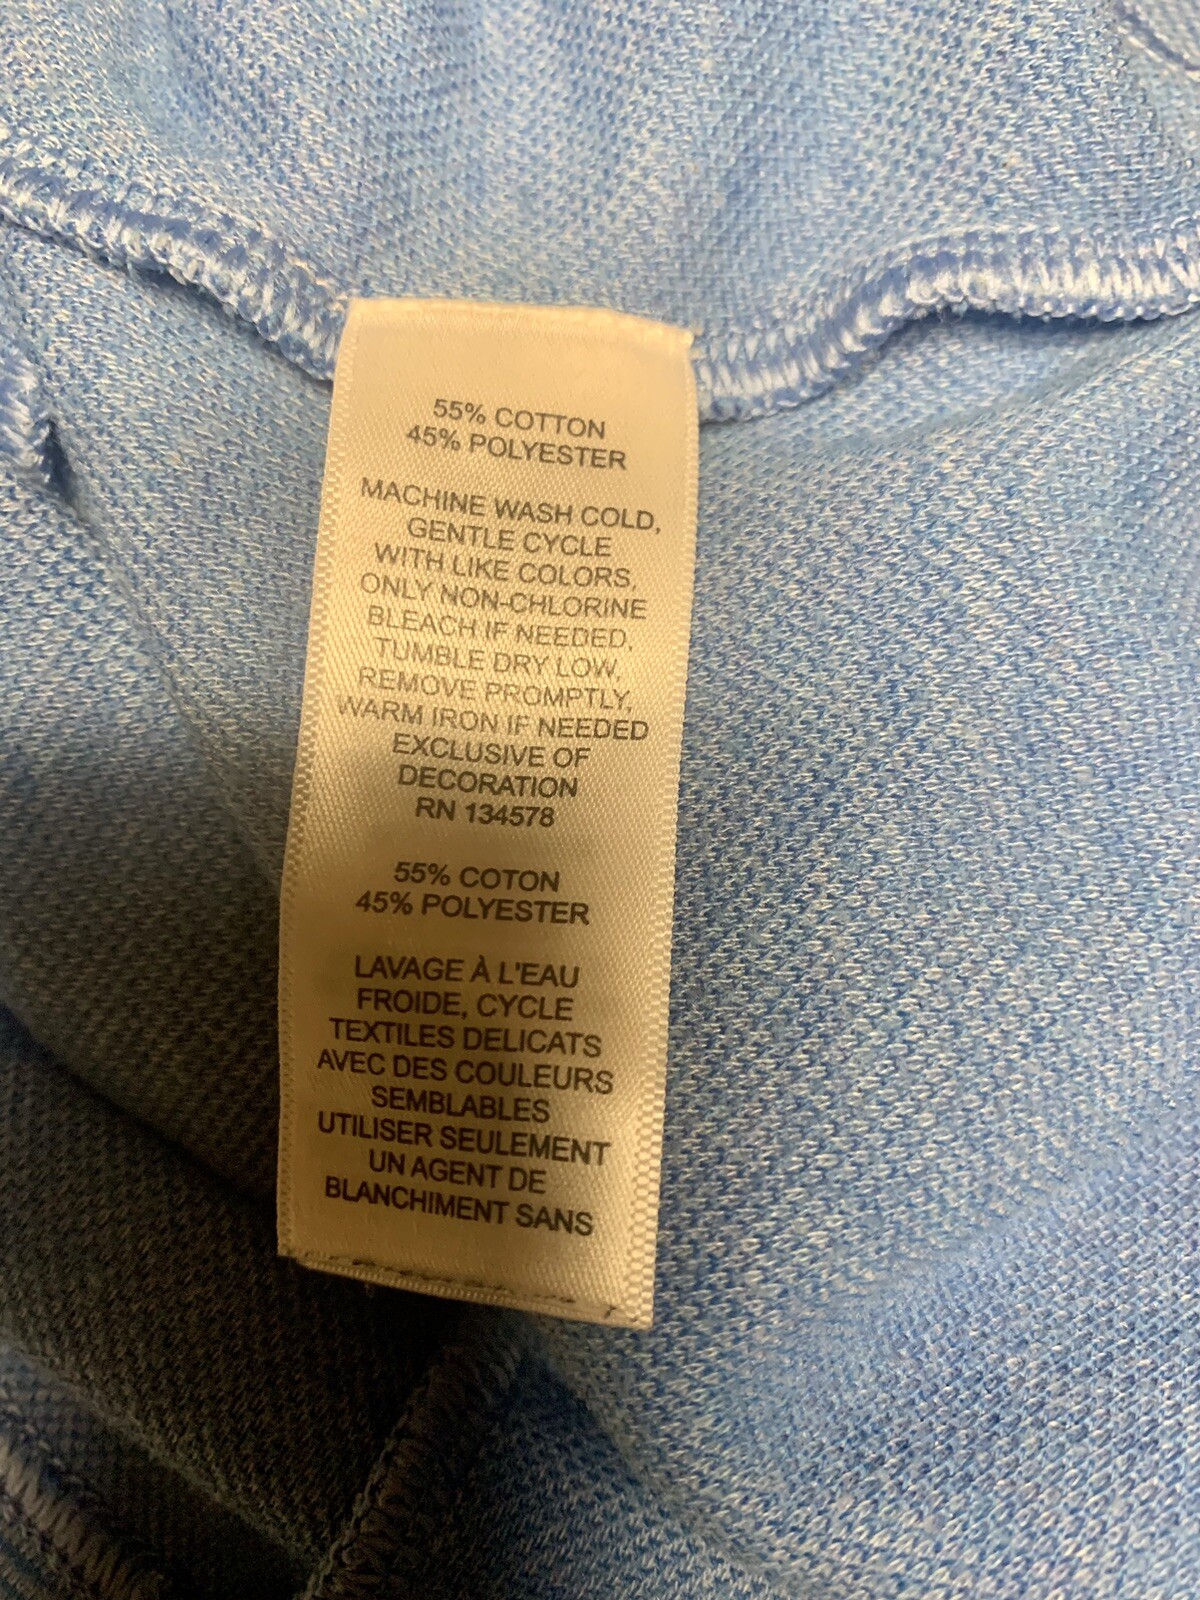 55% COTTON
45% POLYESTER
MACHINE WASH COLD,
GENTLE CYCLE
WITH LIKE COLORS,
ONLY NON-CHLORINE
BLEACH IF NEEDED,
TUMBLE DRY LOW,
REMOVE PROMPTLY,
WARM IRON IF NEEDED
EXCLUSIVE OF
DECORATION
RN 134578
55% COTON
45% POLYESTER
LAVAGE À L'EAU
FROIDE, CYCLE
TEXTILES DELICATS
AVEC DES COULEURS
SEMBLABLES
UTILISER SEULEMENT
UN AGENT DE
BLANCHIMENT SANS